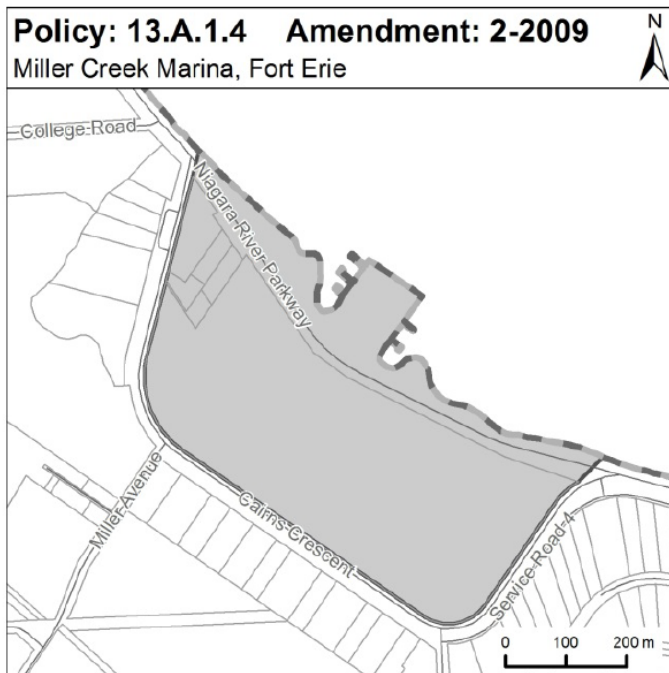 Policy: 13.A.1.4 Amendment: 2-2009
Miller Creek Marina, Fort Erie
N
College Road
Niagara River Parkway
Miller Avenue
Cairns Crescent
Service Road 4
0 100 200 m